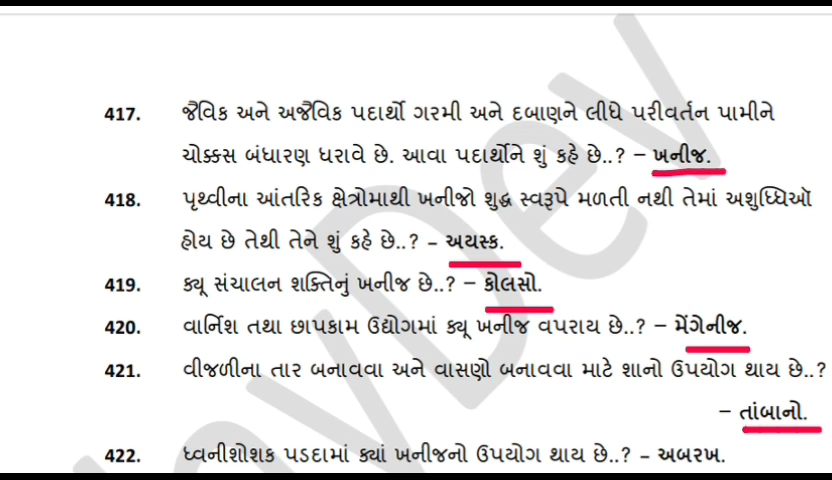 417. જૈવિક અને અજૈવિક પદાર્થો ગરમી અને દબાણને લીધે પરીવર્તન પામીને
ચોક્કસ બંધારણ ધરાવે છે. આવા પદાર્થોને શું કહે છે..? – ખનીજ.
418. પૃથ્વીના આંતરિક ક્ષેત્રોમાથી ખનીજો શુદ્ધ સ્વરૂપે મળતી નથી તેમાં અશુધ્ધિઓ
હોય છે તેથી તેને શું કહે છે..? – અયસ્ક.
419. ક્યૂ સંચાલન શક્તિનું ખનીજ છે..? – કોલસો.
420. વાર્નિશ તથા છાપકામ ઉદ્યોગમાં ક્યૂ ખનીજ વપરાય છે..? – મેંગેનીજ.
421. વીજળીના તાર બનાવવા અને વાસણો બનાવવા માટે શાનો ઉપયોગ થાય છે..?
– તાંબાનો.
422. ધ્વનીશોશક પડદામાં ક્યાં ખનીજનો ઉપયોગ થાય છે..? – અબરખ.